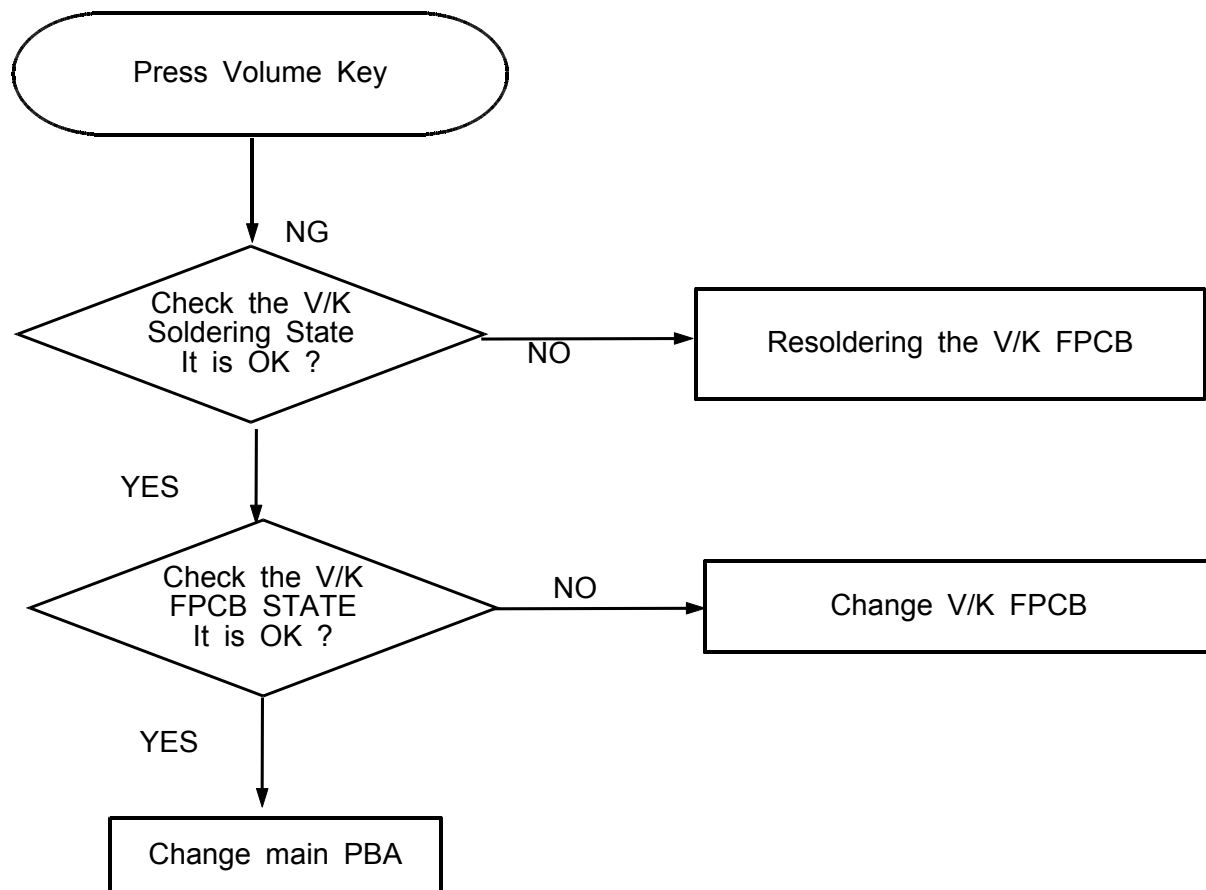 Press Volume Key
NG
Check the V/K
Soldering State
It is OK ?
NO
Resoldering the V/K FPCB
YES
Check the V/K
FPCB STATE
It is OK ?
NO
Change V/K FPCB
YES
Change main PBA